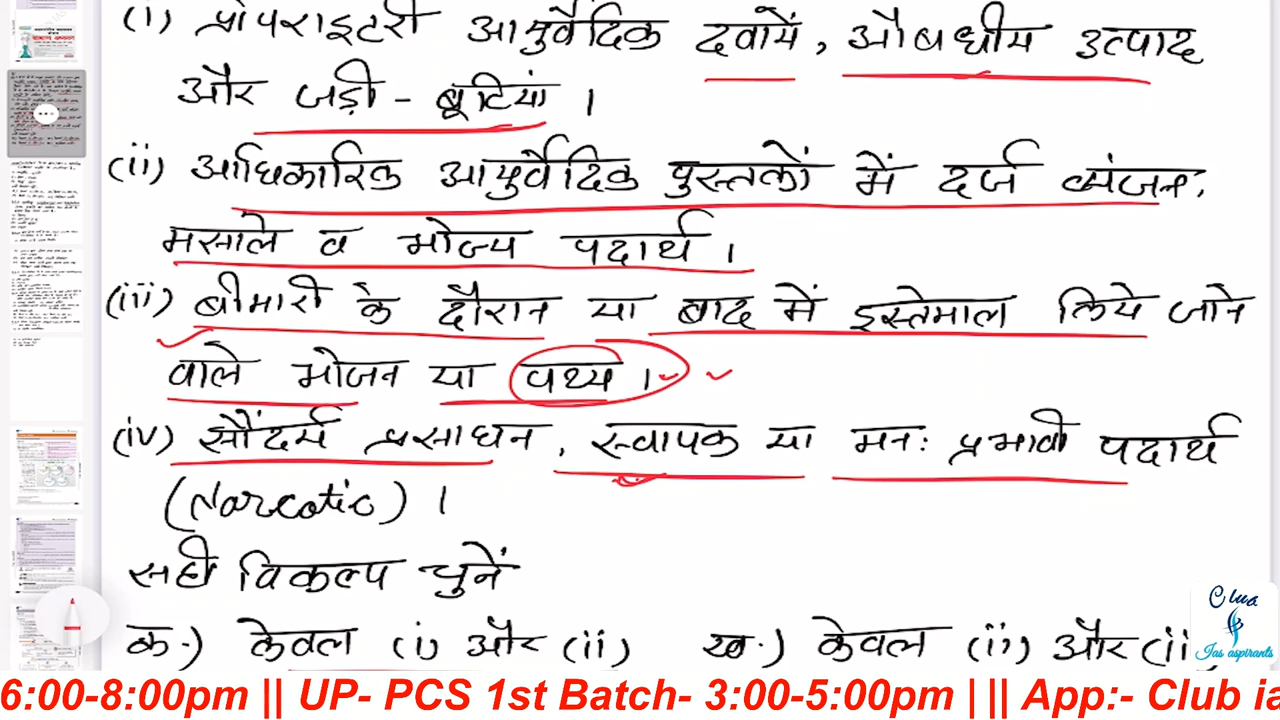 (i) प्रोपराइटरी आयुर्वेदिक दवायें, औषधीय उत्पाद
और जड़ी - बूटियां ।
(ii) आधिकारिक आयुर्वेदिक पुस्तकों में दर्ज व्यंजन,
मसाले व भोज्य पदार्थ ।
(iii) बीमारी के दौरान या बाद में इस्तेमाल लिये जाने
वाले भोजन या पथ्य ।
(iv) सौंदर्य प्रसाधन, स्वापक या मन: प्रभावी पदार्थ
(Narcotic) ।
सही विकल्प चुनें
क·) केवल (i) और (ii) ख·) केवल (ii) और (ii
Club
Ias aspirants
6:00-8:00pm || UP- PCS 1st Batch- 3:00-5:00pm | || App:- Club ia